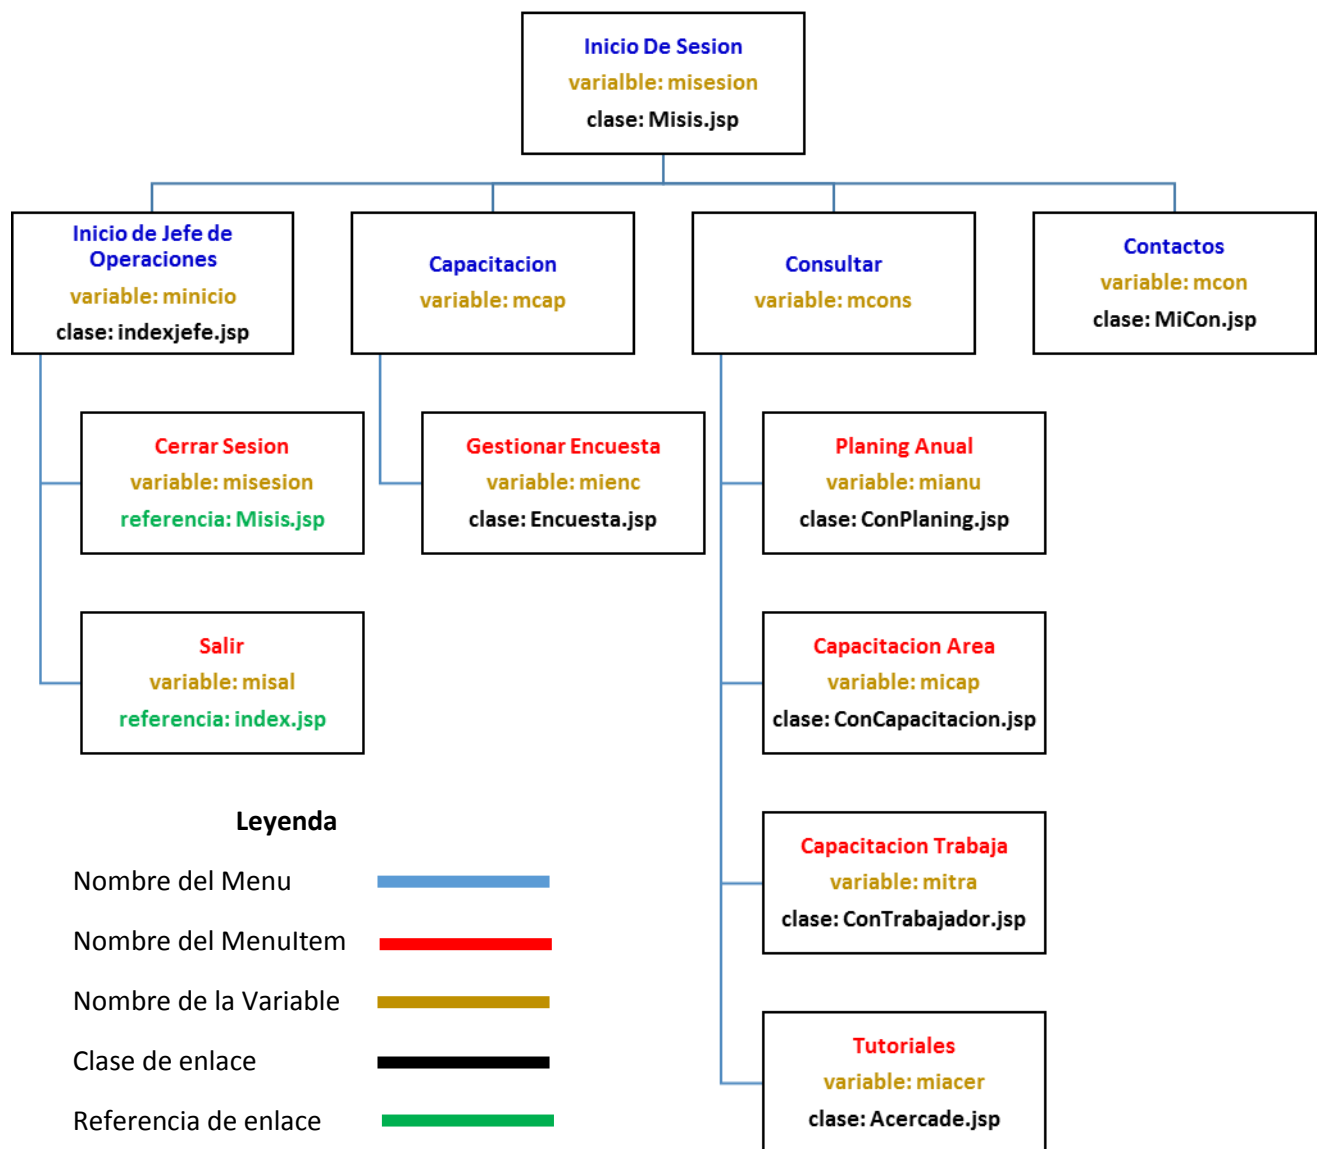 Inicio De Sesion
varialble: misesion
clase: Misis.jsp
Inicio de Jefe de
Operaciones
variable: minicio
clase: indexjefe.jsp
Capacitacion
variable: mcap
Consultar
variable: mcons
Contactos
variable: mcon
clase: MiCon.jsp
Cerrar Sesion
variable: misesion
referencia: Misis.jsp
Gestionar Encuesta
variable: mienc
clase: Encuesta.jsp
Planing Anual
variable: mianu
clase: ConPlaning.jsp
Salir
variable: misal
referencia: index.jsp
Capacitacion Area
variable: micap
clase: ConCapacitacion.jsp
Capacitacion Trabaja
variable: mitra
clase: ConTrabajador.jsp
Tutoriales
variable: miacer
clase: Acercade.jsp
Leyenda
Nombre del Menu
Nombre del MenuItem
Nombre de la Variable
Clase de enlace
Referencia de enlace